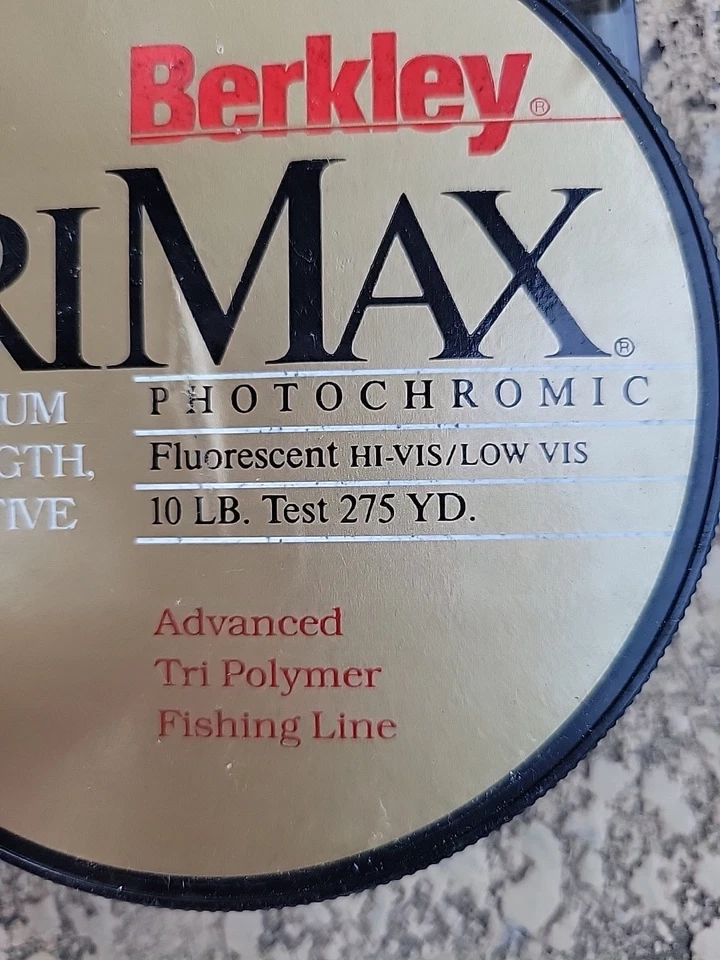 Berkley®
RIMAX®
PHOTOCHROMIC
UM
Fluorescent HI-VIS/LOW VIS
GTH,
10 LB. Test 275 YD.
TIVE
Advanced
Tri Polymer
Fishing Line